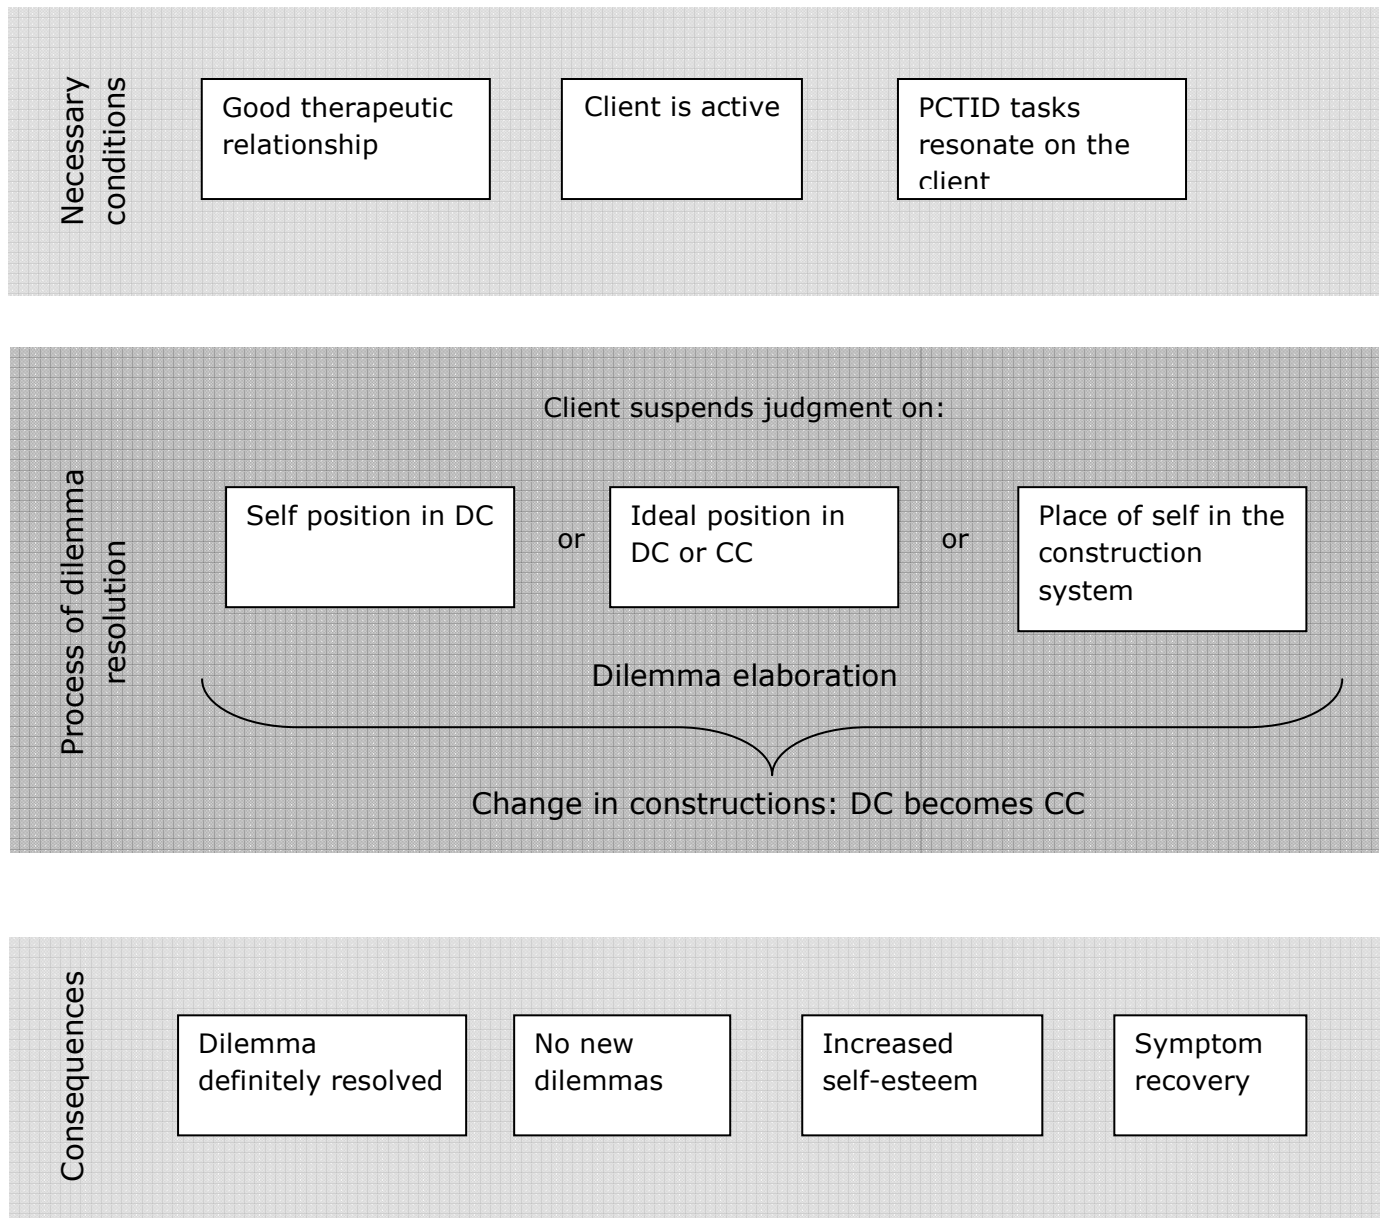 Necessary
conditions
Good therapeutic
relationship
Client is active
PCTID tasks
resonate on the
client
Process of dilemma
resolution
Client suspends judgment on:
Self position in DC
or
Ideal position in
DC or CC
or
Place of self in the
construction
system
Dilemma elaboration
Change in constructions: DC becomes CC
Consequences
Dilemma
definitely resolved
No new
dilemmas
Increased
self-esteem
Symptom
recovery